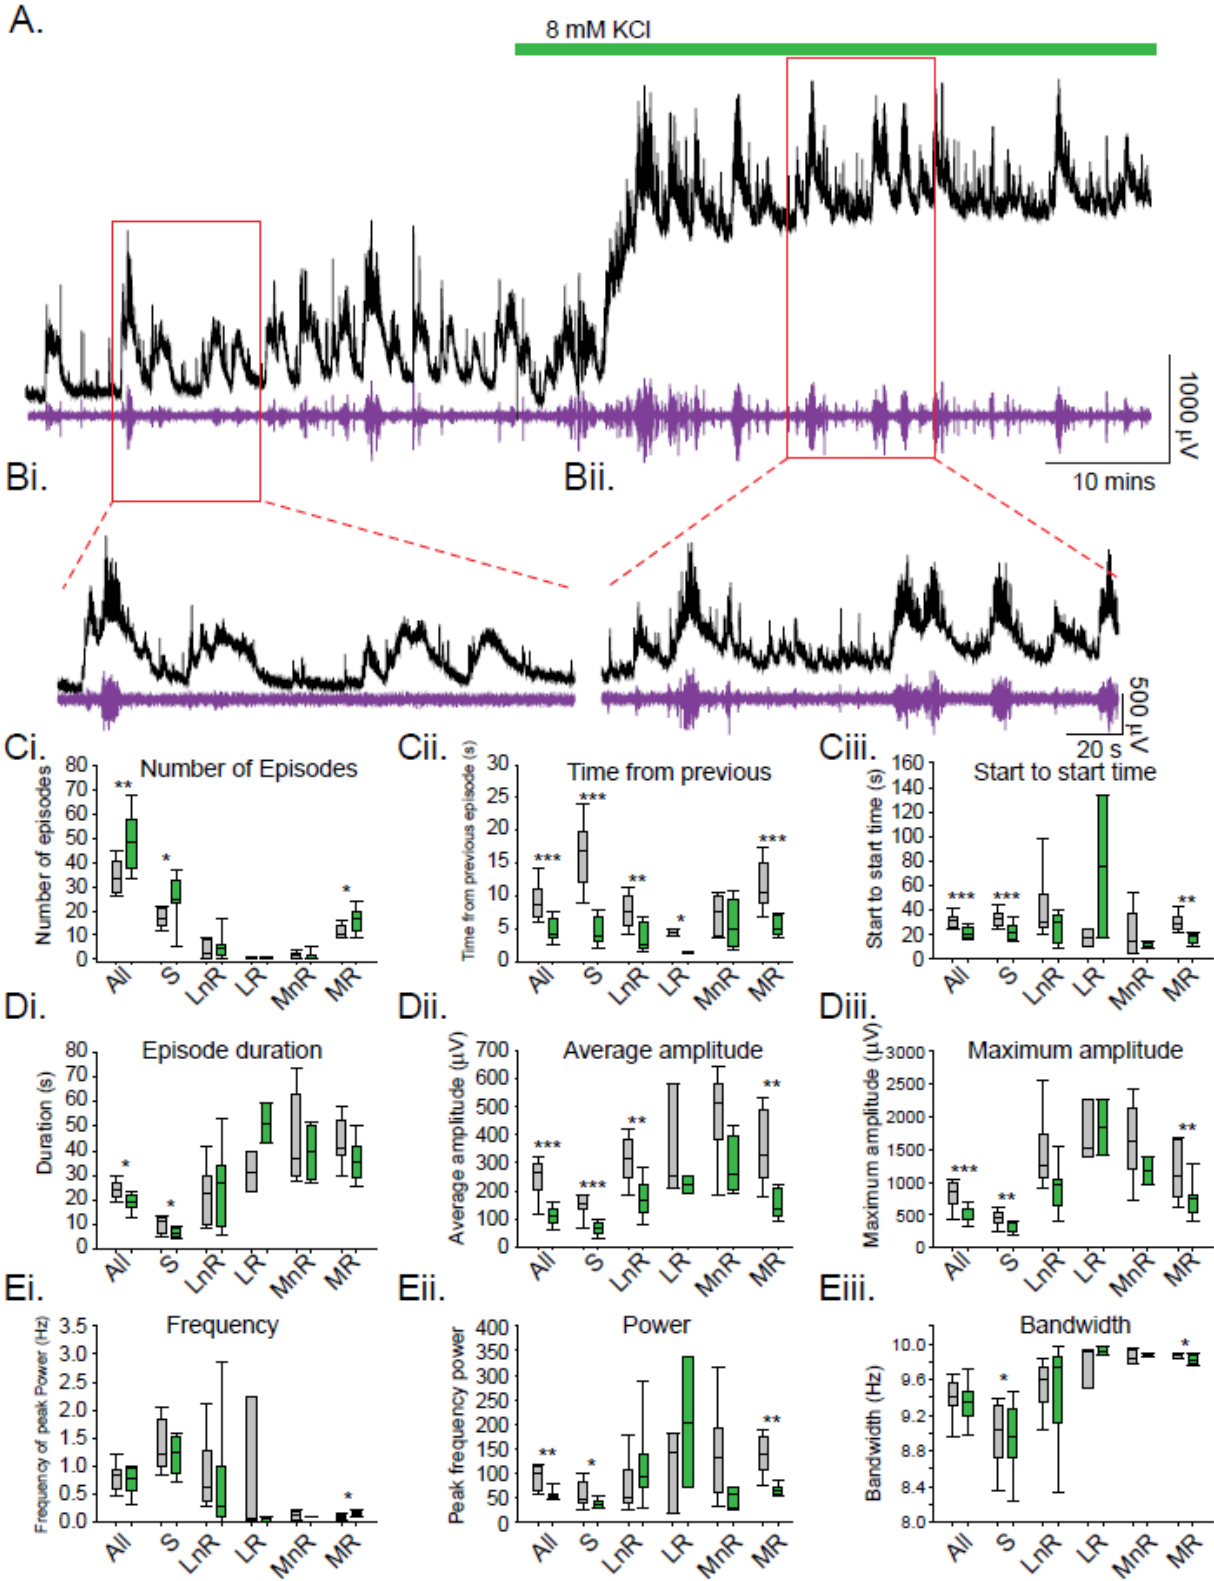 A.
8 mM KCl
1000 µV
10 mins
Bi.
Bii.
500 µV
20 s
Ci.
Number of Episodes
Number of episodes
80
70
60
50
40
30
20
10
0
**
*
*
All
S
LnR
LR
MnR
MR
Cii.
Time from previous
Time from previous episode (s)
30
25
20
15
10
5
0
***
***
**
*
***
All
S
LnR
LR
MnR
MR
Ciii.
Start to start time
Start to start time (s)
160
140
120
100
80
60
40
20
0
***
***
**
All
S
LnR
LR
MnR
MR
Di.
Episode duration
Duration (s)
80
70
60
50
40
30
20
10
0
*
*
All
S
LnR
LR
MnR
MR
Dii.
Average amplitude
Average amplitude (µV)
700
600
500
400
300
200
100
0
***
***
**
**
All
S
LnR
LR
MnR
MR
Diii.
Maximum amplitude
Maximum amplitude (µV)
3000
2500
2000
1500
1000
500
0
***
**
**
All
S
LnR
LR
MnR
MR
Ei.
Frequency
Frequency of peak Power (Hz)
3.5
3.0
2.5
2.0
1.5
1.0
0.5
0.0
*
All
S
LnR
LR
MnR
MR
Eii.
Power
Peak frequency power
400
350
300
250
200
150
100
50
0
**
*
**
All
S
LnR
LR
MnR
MR
Eiii.
Bandwidth
Bandwidth (Hz)
10.0
9.6
9.2
8.8
8.4
8.0
*
*
All
S
LnR
LR
MnR
MR